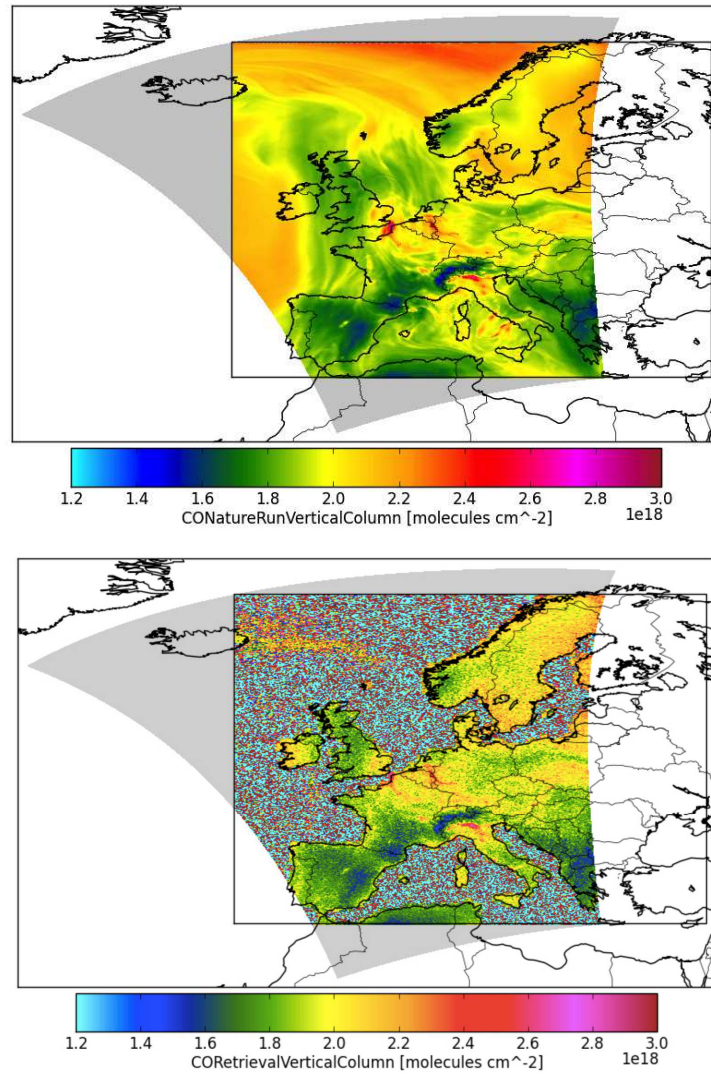 1.2 1.4 1.6 1.8 2.0 2.2 2.4 2.6 2.8 3.0
CONatureRunVerticalColumn [molecules cm^-2] 1e18
1.2 1.4 1.6 1.8 2.0 2.2 2.4 2.6 2.8 3.0
CORetrievalVerticalColumn [molecules cm^-2] 1e18